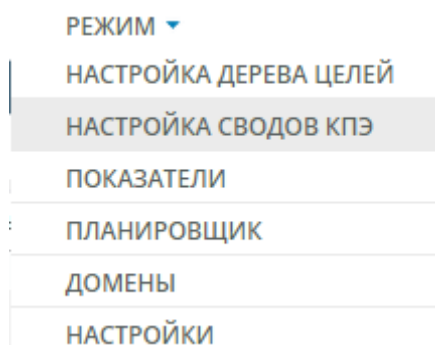 РЕЖИМ
НАСТРОЙКА ДЕРЕВА ЦЕЛЕЙ
НАСТРОЙКА СВОДОВ КПЭ
ПОКАЗАТЕЛИ
ПЛАНИРОВЩИК
ДОМЕНЫ
НАСТРОЙКИ